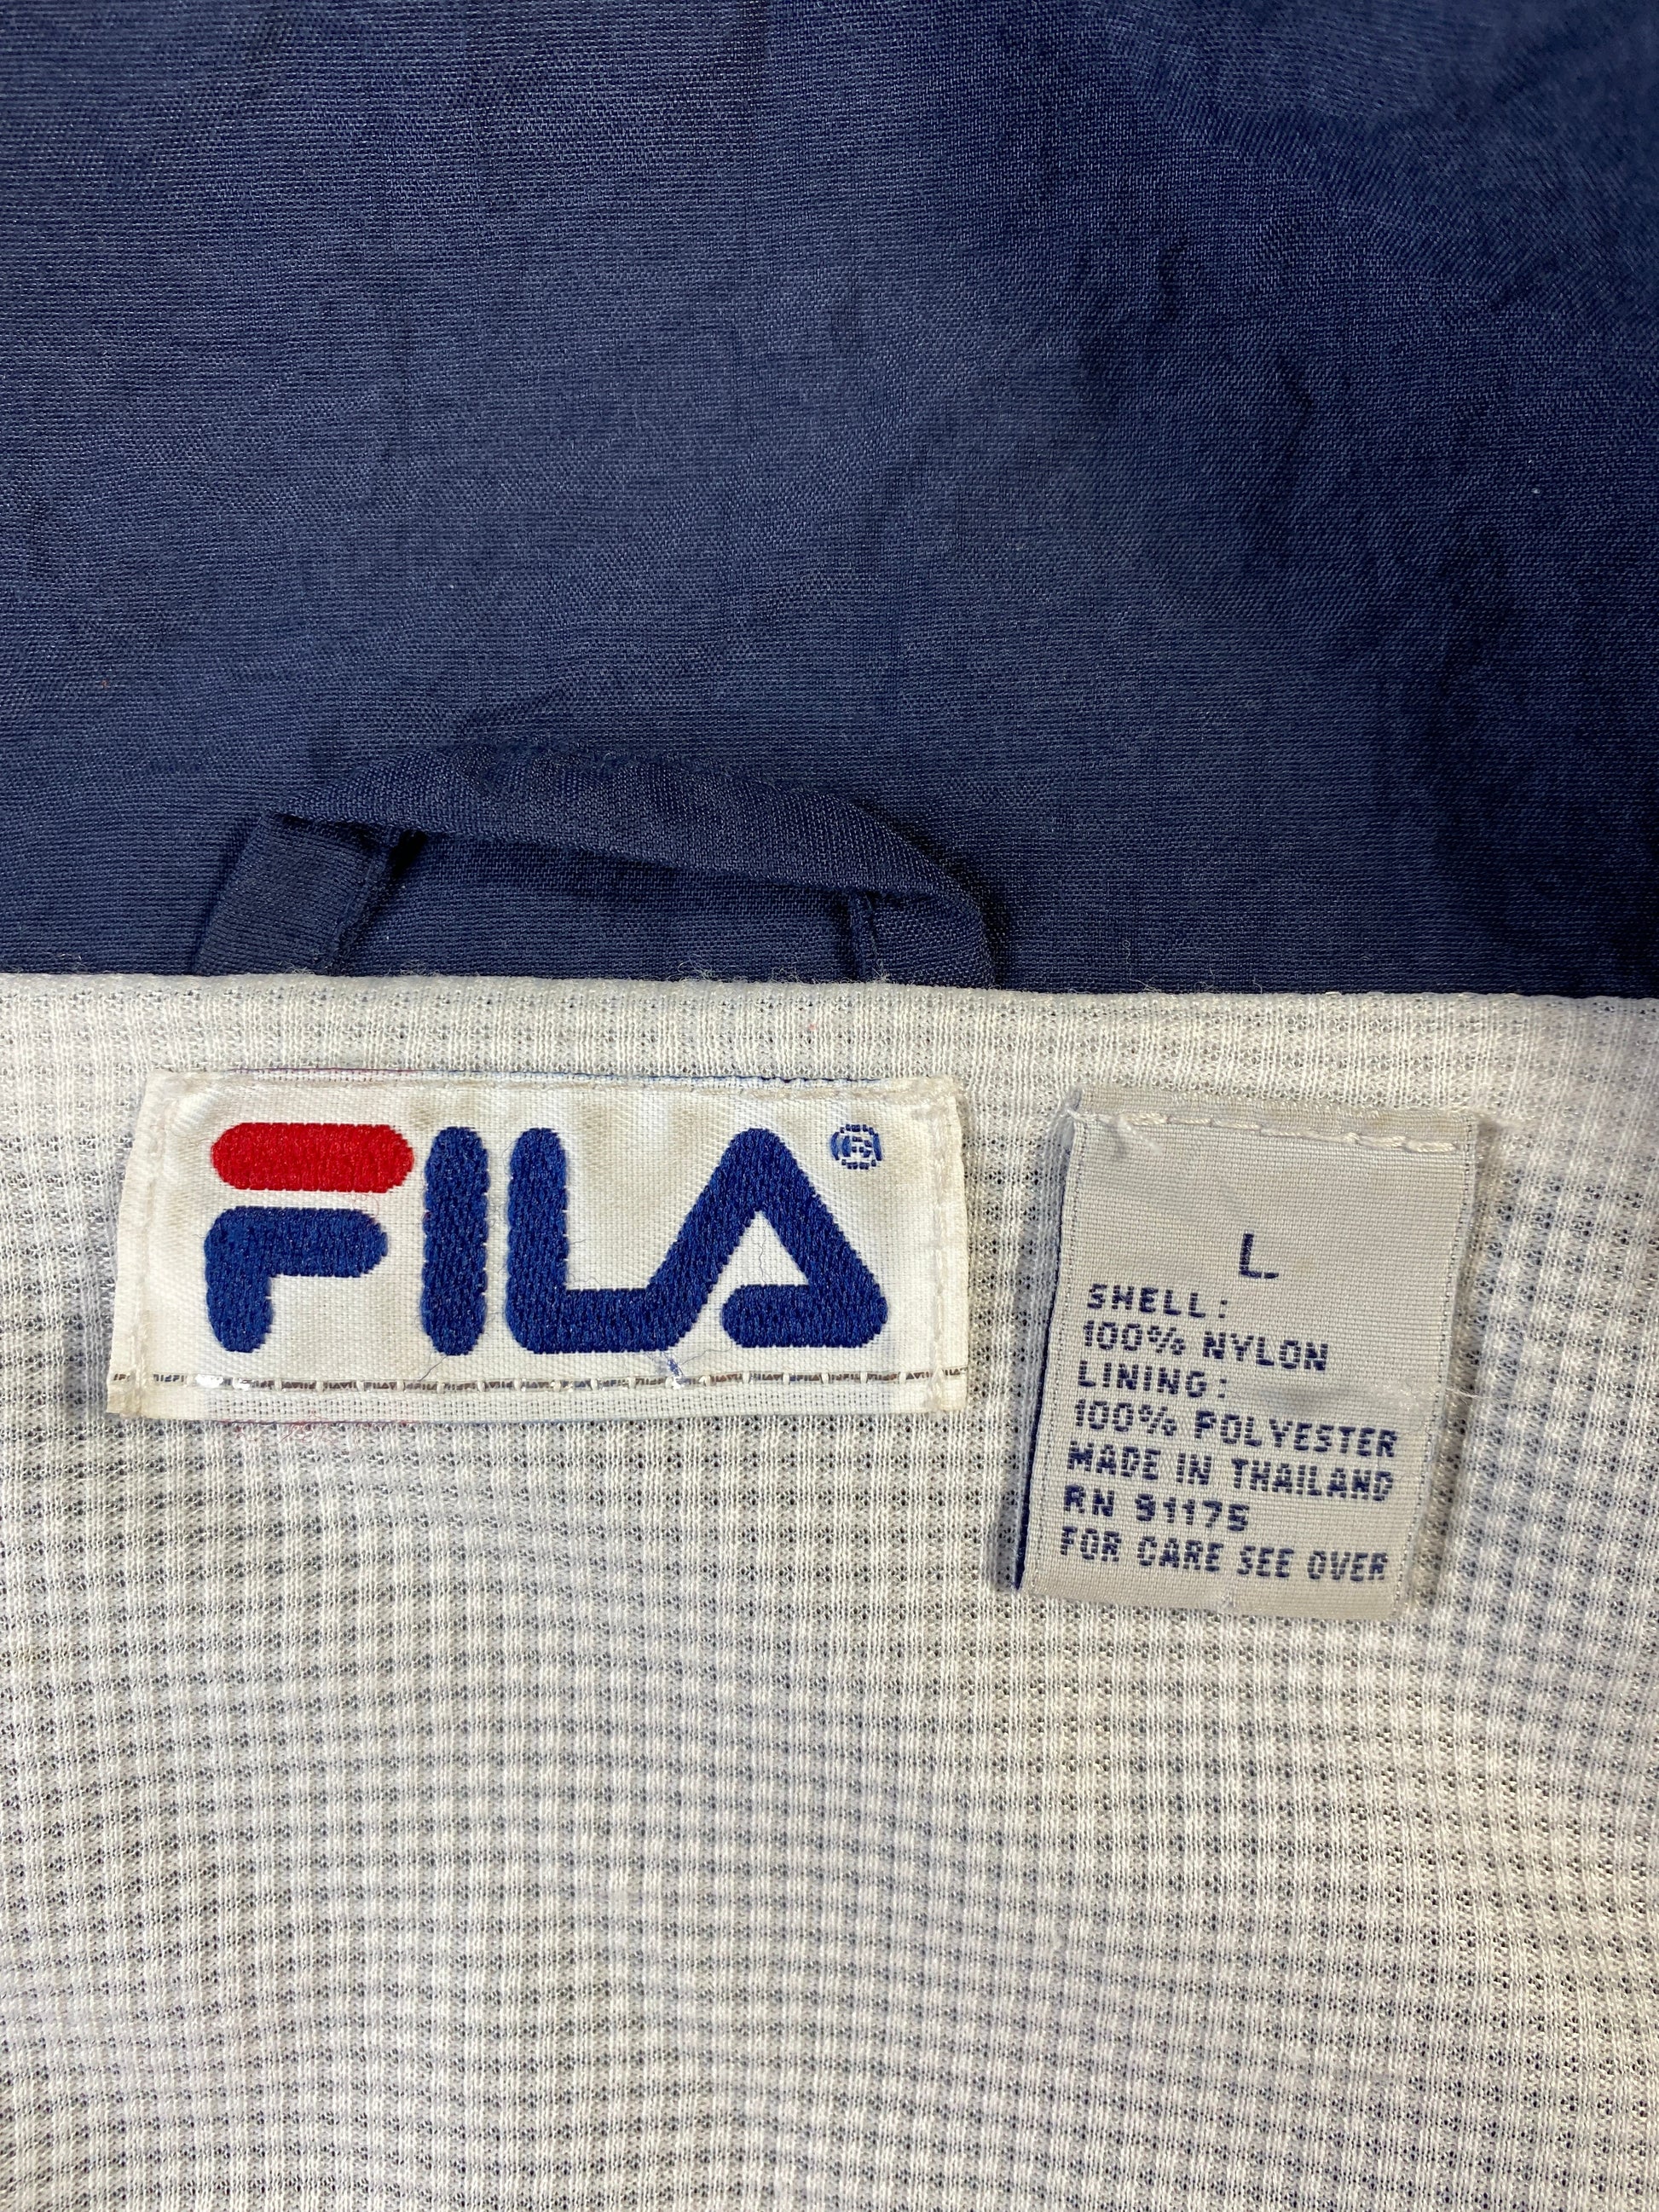 FILA ®
L
SHELL:
100% NYLON
LINING:
100% POLYESTER
MADE IN THAILAND
RN 91175
FOR CARE SEE OVER